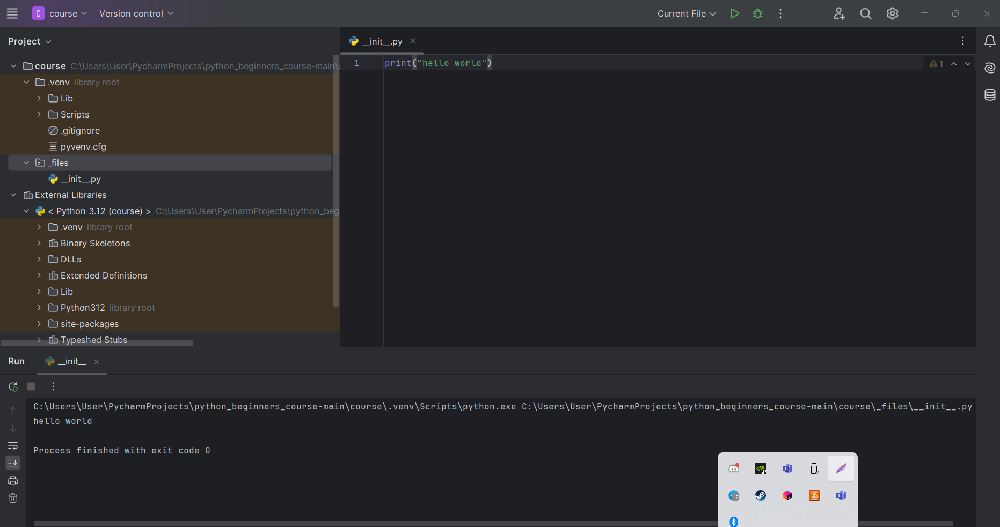 C course Version control Current File
Project
__init__.py
course C:\Users\User\PycharmProjects\python_beginners_course-main\
1 print("hello world") 1
.venv library root
Lib
Scripts
.gitignore
pyvenv.cfg
_files
__init__.py
External Libraries
< Python 3.12 (course) > C:\Users\User\PycharmProjects\python_beg
.venv library root
Binary Skeletons
DLLs
Extended Definitions
Lib
Python312 library root
site-packages
Typeshed Stubs
Run __init__
C:\Users\User\PycharmProjects\python_beginners_course-main\course\.venv\Scripts\python.exe C:\Users\User\PycharmProjects\python_beginners_course-main\course\_files\__init__.py
hello world
Process finished with exit code 0